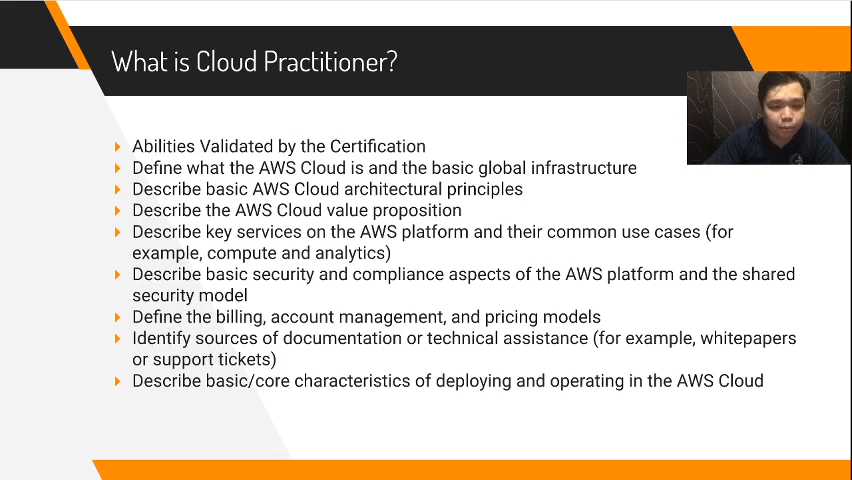 What is Cloud Practitioner?
Abilities Validated by the Certification
Define what the AWS Cloud is and the basic global infrastructure
Describe basic AWS Cloud architectural principles
Describe the AWS Cloud value proposition
Describe key services on the AWS platform and their common use cases (for
example, compute and analytics)
Describe basic security and compliance aspects of the AWS platform and the shared
security model
Define the billing, account management, and pricing models
Identify sources of documentation or technical assistance (for example, whitepapers
or support tickets)
Describe basic/core characteristics of deploying and operating in the AWS Cloud